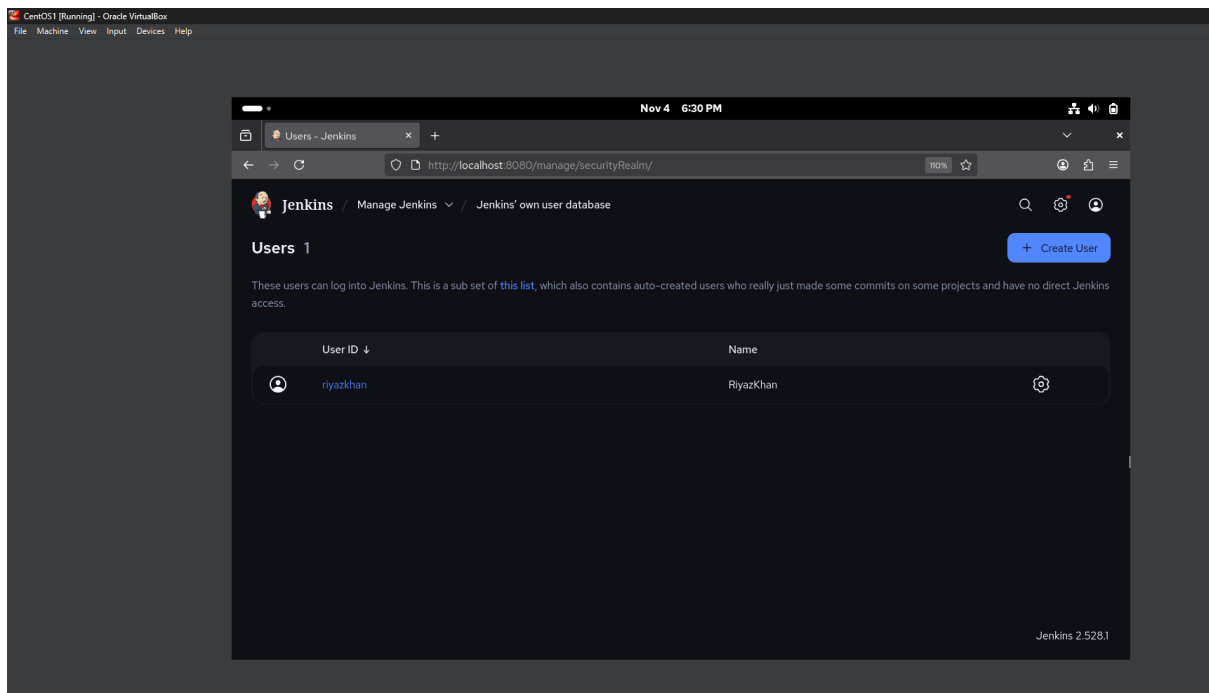 CentOS1 [Running] - Oracle VirtualBox
File Machine View Input Devices Help
Nov 4 6:30 PM
Users - Jenkins × +
http://localhost:8080/manage/securityRealm/ 110%
Jenkins / Manage Jenkins / Jenkins' own user database
Users 1
+ Create User
These users can log into Jenkins. This is a sub set of this list, which also contains auto-created users who really just made some commits on some projects and have no direct Jenkins
access.
User ID ↓ Name
riyazkhan RiyazKhan
Jenkins 2.528.1